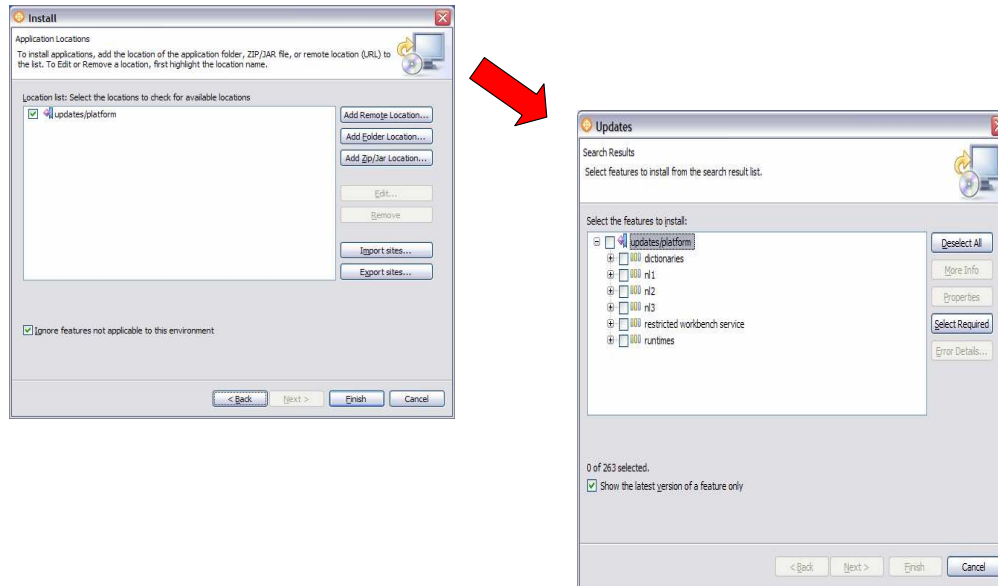 Install
Application Locations
To install applications, add the location of the application folder, ZIP/JAR file, or remote location (URL) to
the list. To Edit or Remove a location, first highlight the location name.
Location list: Select the locations to check for available locations
updates/platform
Add Remote Location...
Add Folder Location...
Add Zip/Jar Location...
Edit...
Remove
Import sites...
Export sites...
Ignore features not applicable to this environment
< Back
Next >
Finish
Cancel
Updates
Search Results
Select features to install from the search result list.
Select the features to install:
updates/platform
dictionaries
nl1
nl2
nl3
restricted workbench service
runtimes
Deselect All
More Info
Properties
Select Required
Error Details...
0 of 263 selected.
Show the latest version of a feature only
< Back
Next >
Finish
Cancel